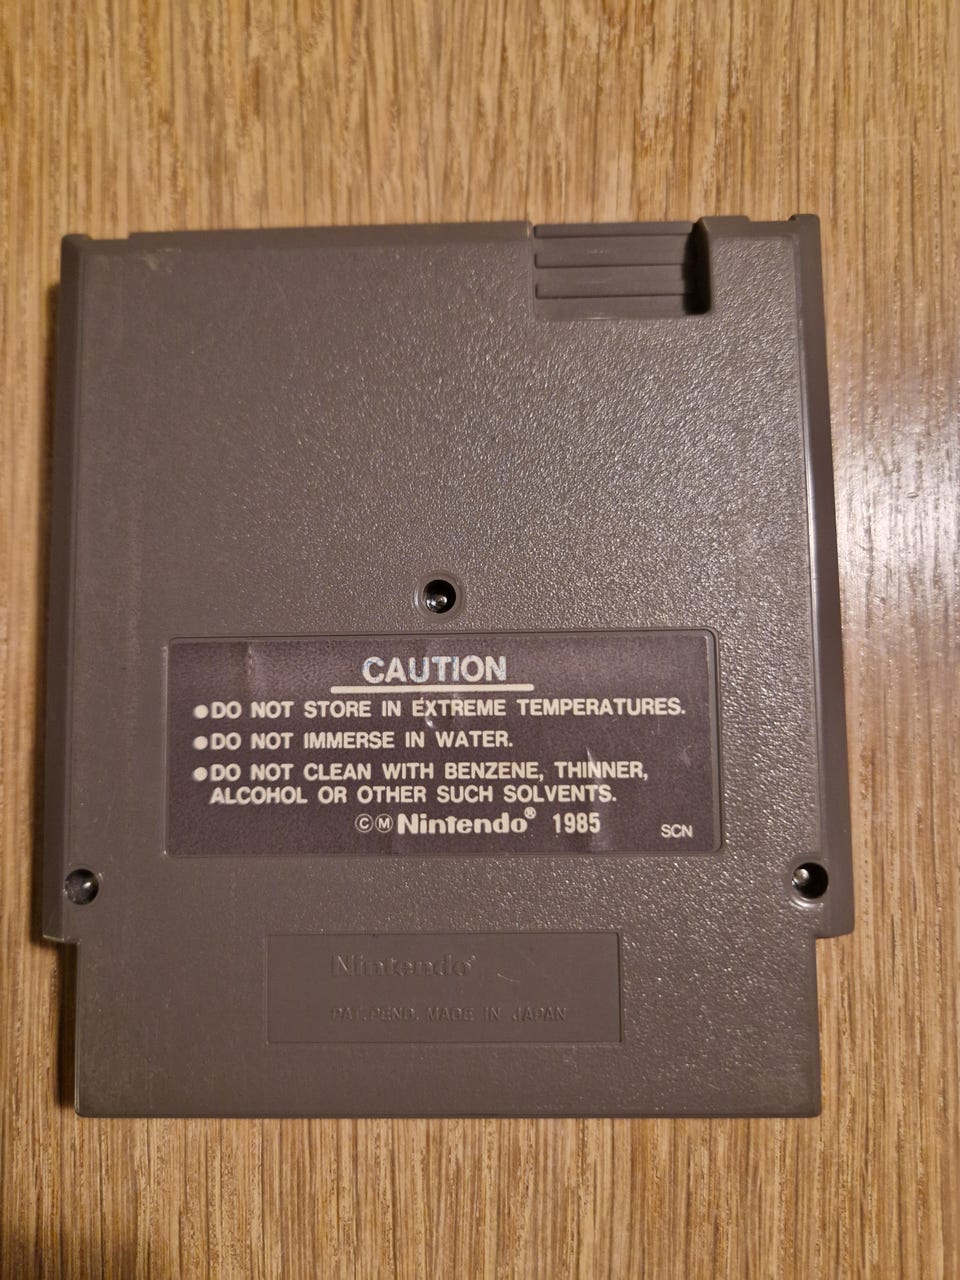 CAUTION
●DO NOT STORE IN EXTREME TEMPERATURES.
●DO NOT IMMERSE IN WATER.
●DO NOT CLEAN WITH BENZENE, THINNER,
ALCOHOL OR OTHER SUCH SOLVENTS.
ⒸⓂNintendo® 1985
SCN
Nintendo®
PAT.PEND. MADE IN JAPAN